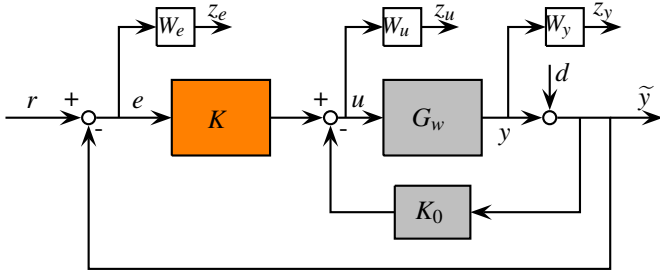 W_e z_e W_u z_u W_y z_y
r + - e K + - u G_w y d ỹ
K_0